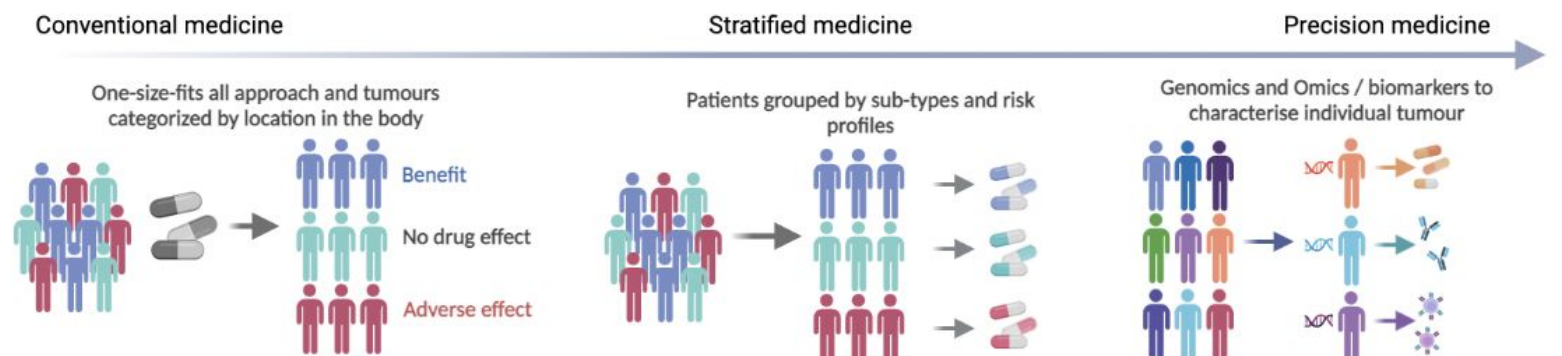 Conventional medicine
Stratified medicine
Precision medicine
One-size-fits all approach and tumours
categorized by location in the body
Benefit
No drug effect
Adverse effect
Patients grouped by sub-types and risk
profiles
Genomics and Omics / biomarkers to
characterise individual tumour